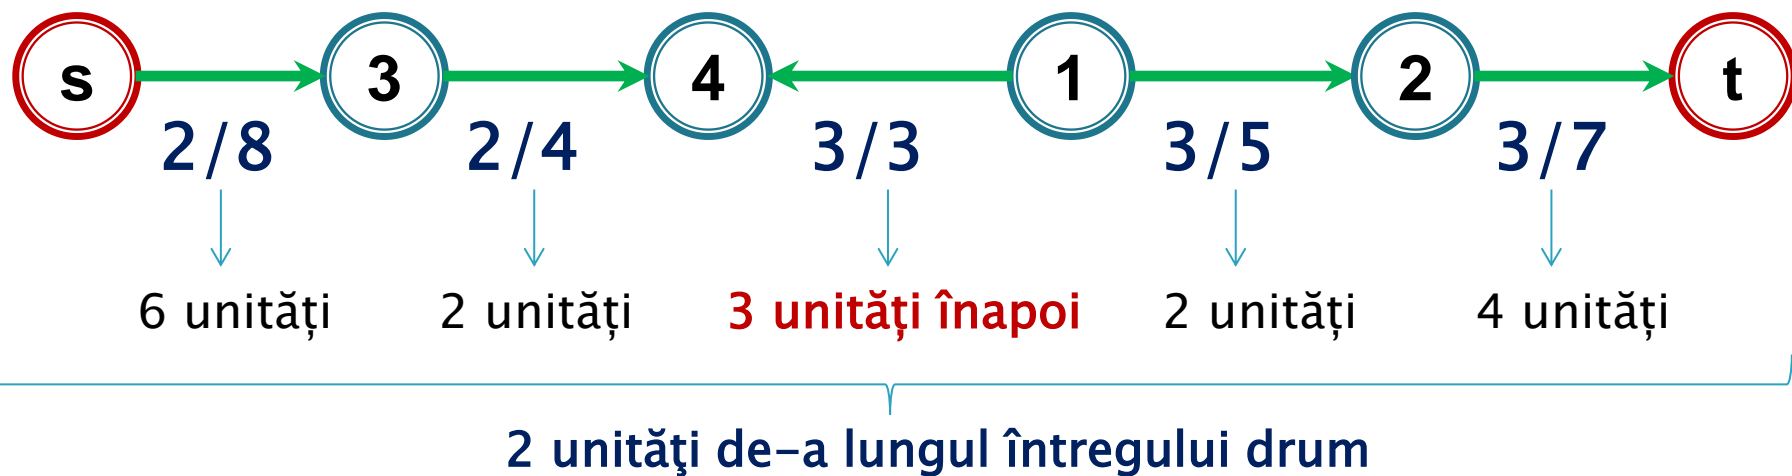 s 3 4 1 2 t
2/8 2/4 3/3 3/5 3/7
6 unități 2 unități 3 unități înapoi 2 unități 4 unități
2 unităţi de-a lungul întregului drum